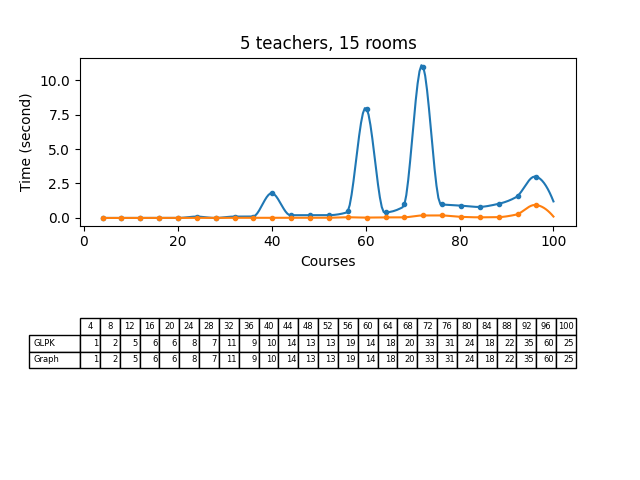 5 teachers, 15 rooms
10.0
7.5
5.0
2.5
0.0
Time (second)
0 20 40 60 80 100
Courses
4 8 12 16 20 24 28 32 36 40 44 48 52 56 60 64 68 72 76 80 84 88 92 96 100
GLPK 1 2 5 6 6 8 7 11 9 10 14 13 13 19 14 18 20 33 31 24 18 22 35 60 25
Graph 1 2 5 6 6 8 7 11 9 10 14 13 13 19 14 18 20 33 31 24 18 22 35 60 25